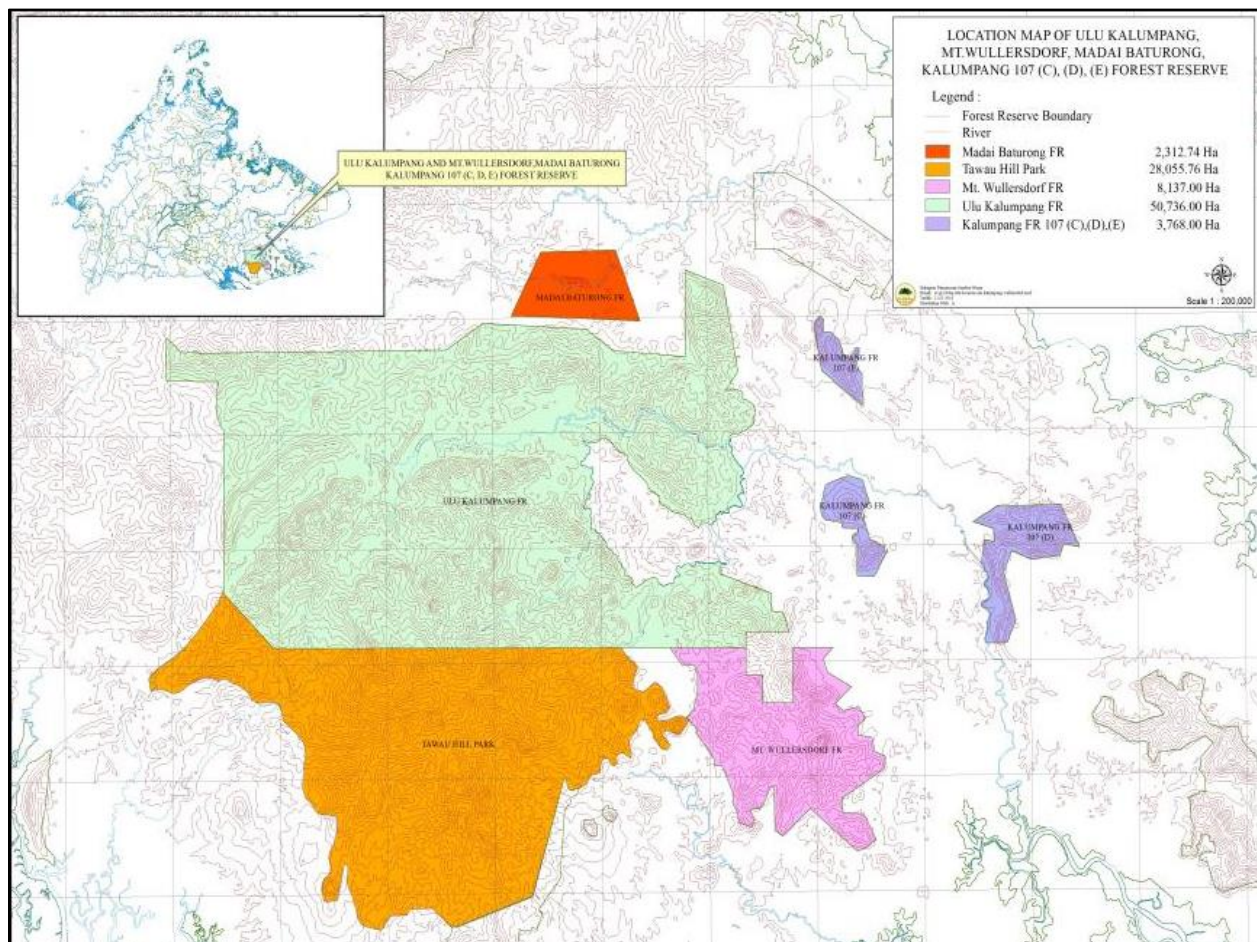 LOCATION MAP OF ULU KALUMPANG,
MT.WULLERSDORF, MADAI BATURONG,
KALUMPANG 107 (C), (D), (E) FOREST RESERVE
Legend :
Forest Reserve Boundary
River
Madai Baturong FR 2,312.74 Ha
Tawau Hill Park 28,055.76 Ha
Mt. Wullersdorf FR 8,137.00 Ha
Ulu Kalumpang FR 50,736.00 Ha
Kalumpang FR 107 (C),(D),(E) 3,768.00 Ha
Scale 1 : 200,000
ULU KALUMPANG AND MT.WULLERSDORF,MADAI BATURONG
KALUMPANG 107 (C, D, E) FOREST RESERVE
MADAI BATURONG FR
KALUMPANG FR
107 (E)
ULU KALUMPANG FR
KALUMPANG FR
107 (C)
KALUMPANG FR
107 (D)
TAWAU HILL PARK
MT. WULLERSDORF FR